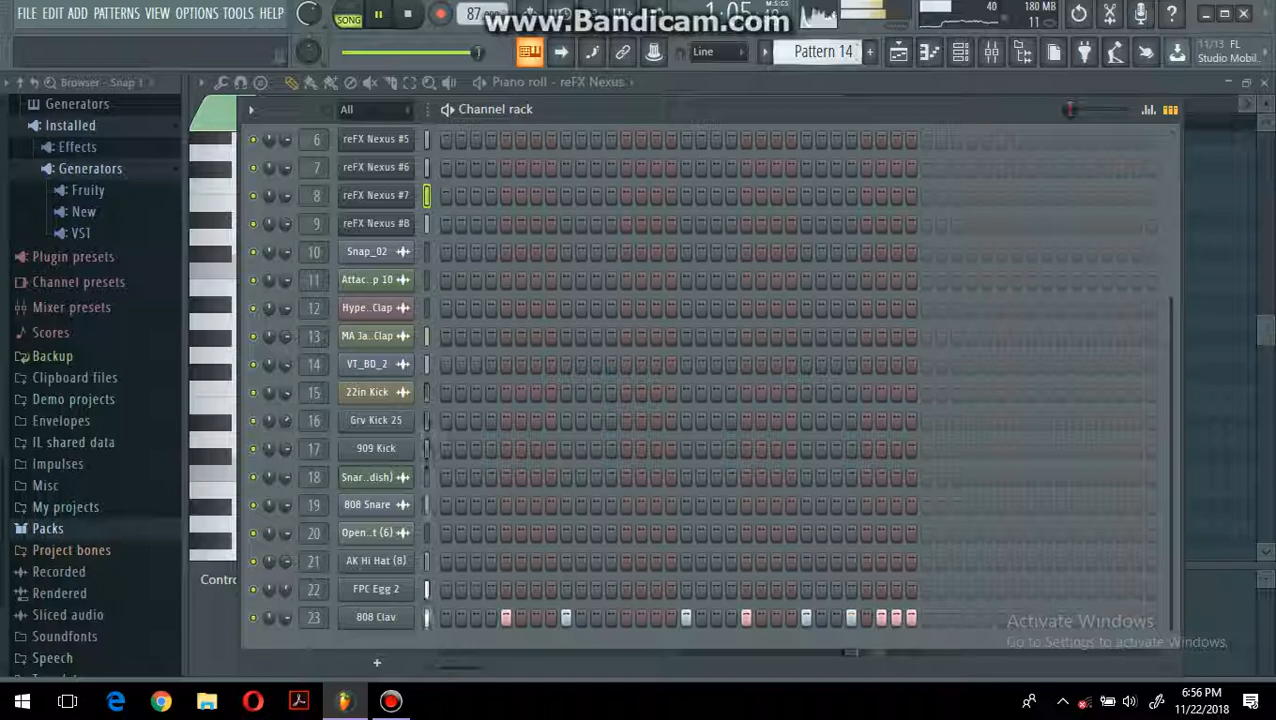 FILE EDIT ADD PATTERNS VIEW OPTIONS TOOLS HELP
SONG
87
www.Bandicam.com
M:S:CS
40
180 MB
11
Line
Pattern 14
11/13 FL
Studio Mobil..
Browser - Snap 1
Piano roll - reFX Nexus
Generators
Installed
Effects
Generators
Fruity
New
VST
Plugin presets
Channel presets
Mixer presets
Scores
Backup
Clipboard files
Demo projects
Envelopes
IL shared data
Impulses
Misc
My projects
Packs
Project bones
Recorded
Rendered
Sliced audio
Soundfonts
Speech
All
Channel rack
6 reFX Nexus #5
7 reFX Nexus #6
8 reFX Nexus #7
9 reFX Nexus #8
10 Snap_02
11 Attac..p 10
12 Hype..Clap
13 MA Ja..Clap
14 VT_BD_2
15 22in Kick
16 Grv Kick 25
17 909 Kick
18 Snar..dish)
19 808 Snare
20 Open..t (6)
21 AK Hi Hat (8)
22 FPC Egg 2
23 808 Clav
Contro
Activate Windows
Go to Settings to activate Windows.
6:56 PM
11/22/2018